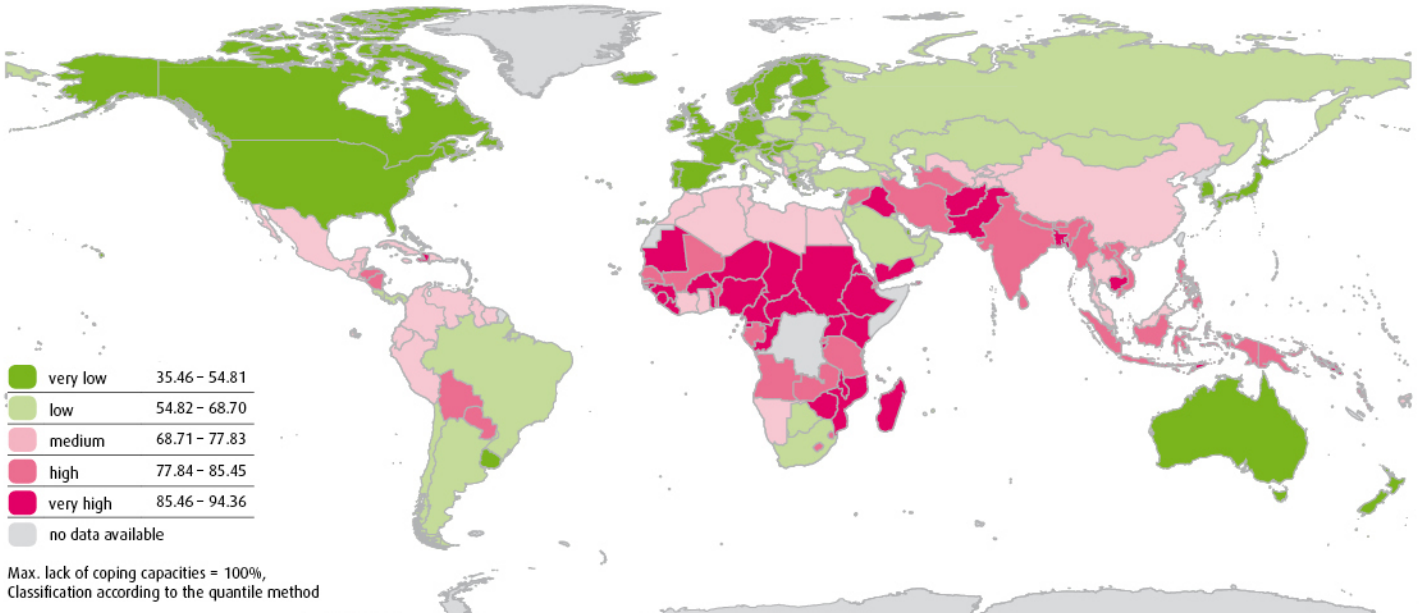 very low 35.46 – 54.81
low 54.82 – 68.70
medium 68.71 – 77.83
high 77.84 – 85.45
very high 85.46 – 94.36
no data available
Max. lack of coping capacities = 100%,
Classification according to the quantile method